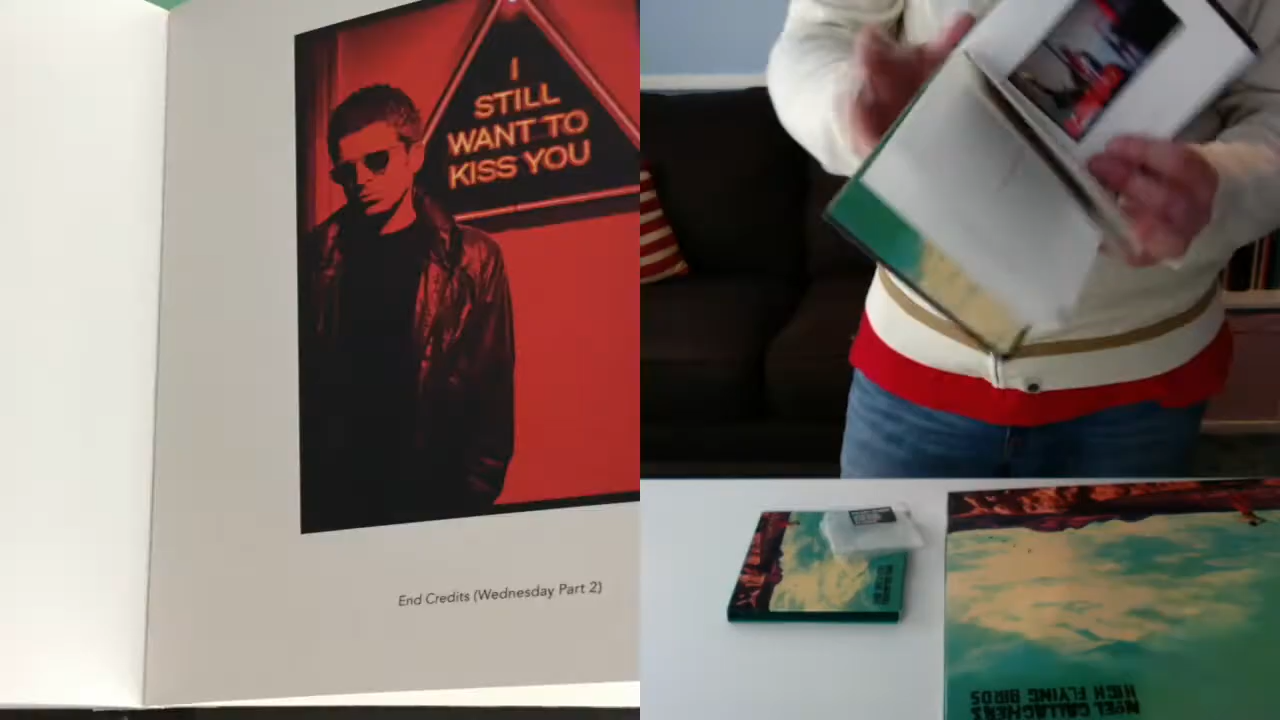 I
STILL
WANT TO
KISS YOU
End Credits (Wednesday Part 2)
NOEL GALLAGHER'S
HIGH FLYING BIRDS